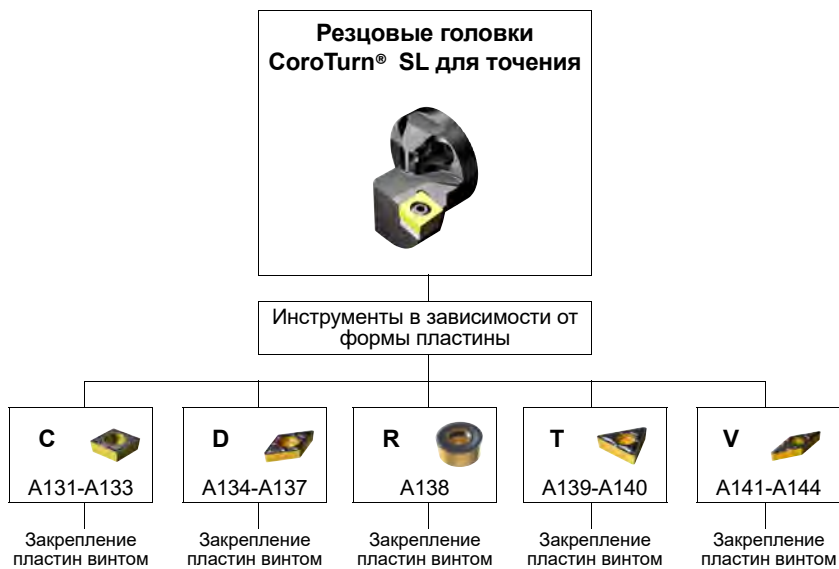 Резцовые головки
CoroTurn® SL для точения
Инструменты в зависимости от
формы пластины
C
A131-A133
D
A134-A137
R
A138
T
A139-A140
V
A141-A144
Закрепление
пластин винтом
Закрепление
пластин винтом
Закрепление
пластин винтом
Закрепление
пластин винтом
Закрепление
пластин винтом